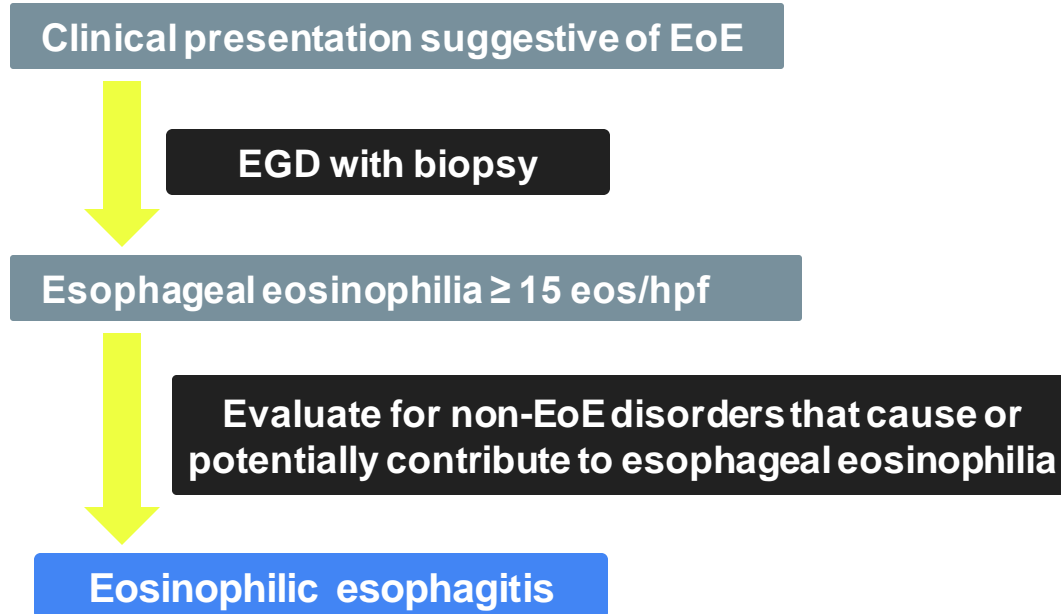 Clinical presentation suggestive of EoE
EGD with biopsy
Esophageal eosinophilia ≥ 15 eos/hpf
Evaluate for non-EoE disorders that cause or
potentially contribute to esophageal eosinophilia
Eosinophilic esophagitis